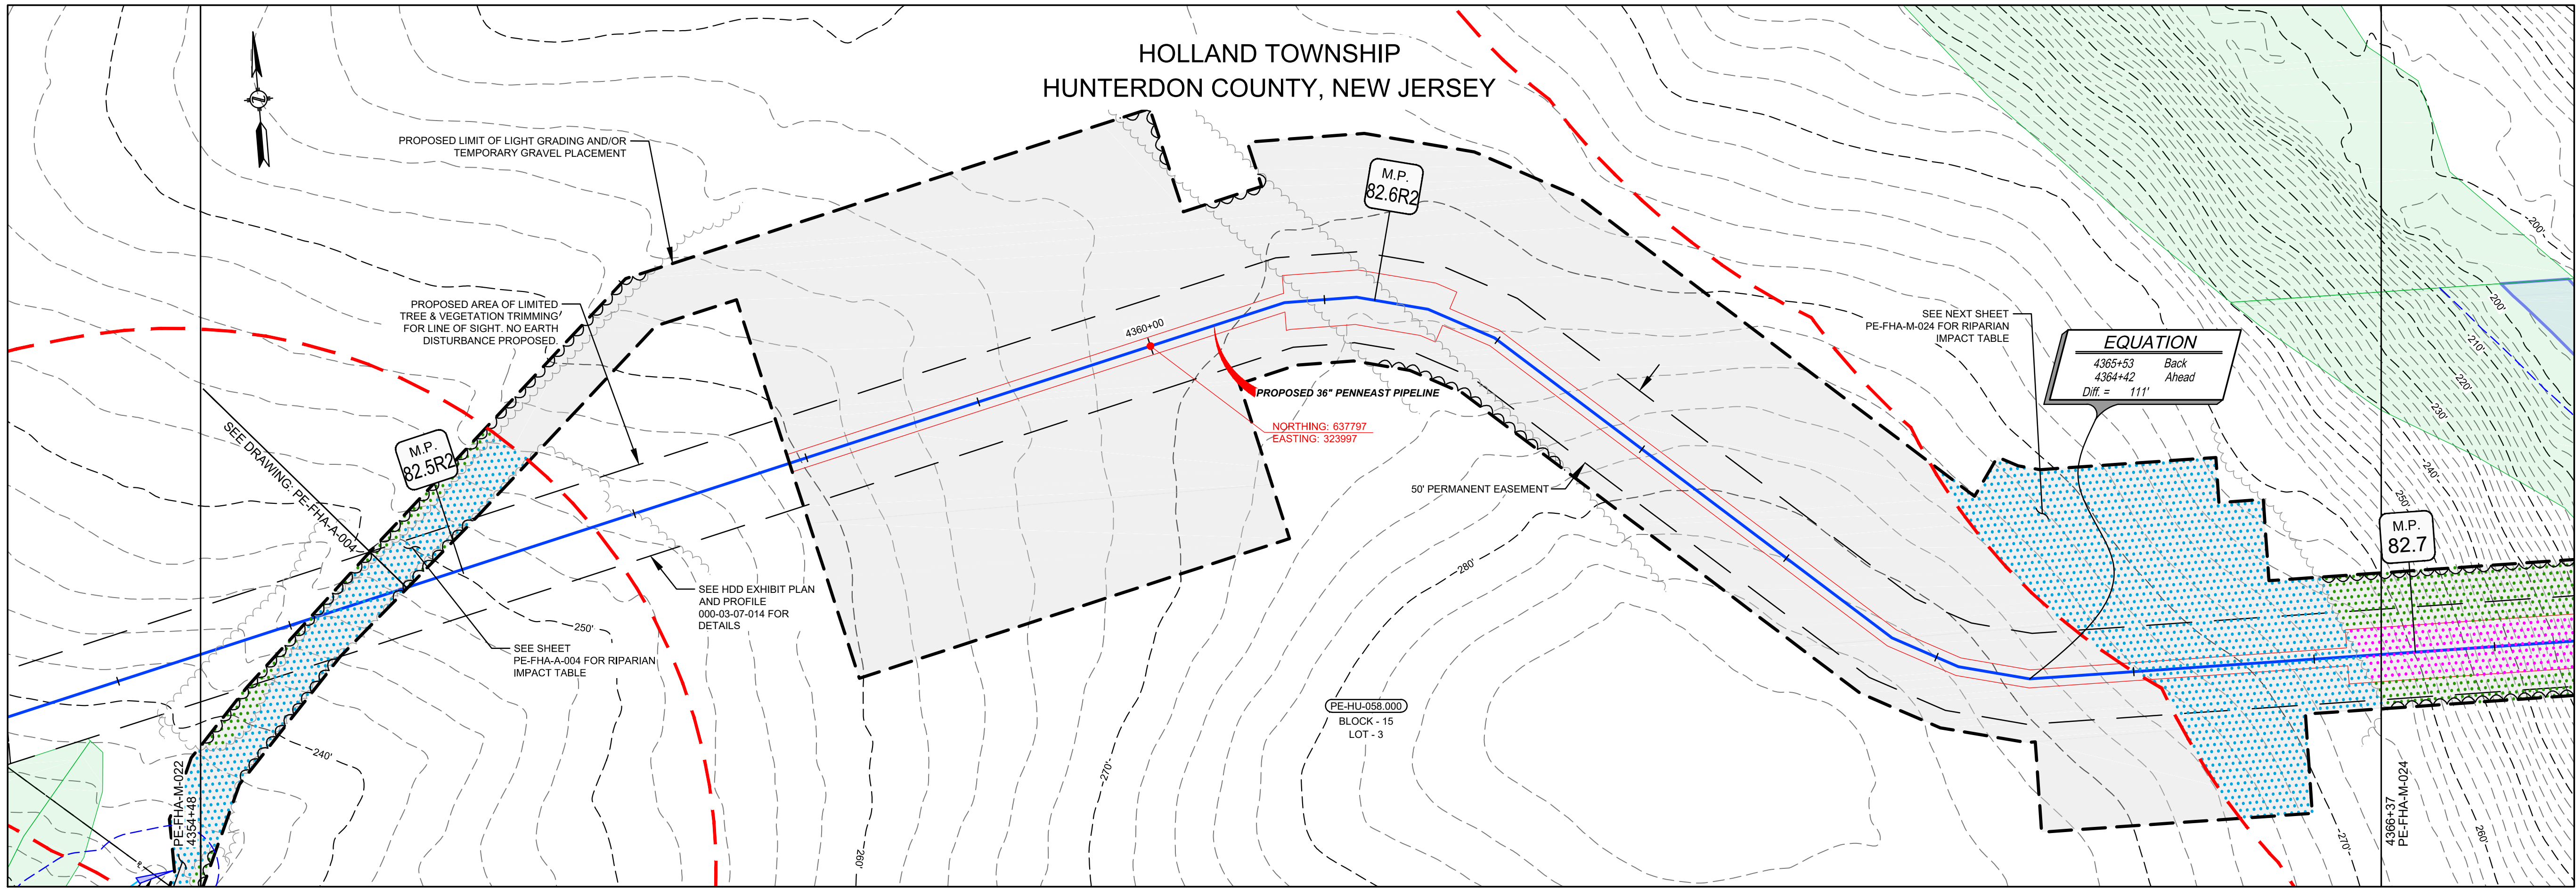 HOLLAND TOWNSHIP
HUNTERDON COUNTY, NEW JERSEY
PROPOSED LIMIT OF LIGHT GRADING AND/OR
TEMPORARY GRAVEL PLACEMENT
M.P.
82.6R2
PROPOSED AREA OF LIMITED
TREE & VEGETATION TRIMMING
FOR LINE OF SIGHT. NO EARTH
DISTURBANCE PROPOSED.
4360+00
PROPOSED 36" PENNEAST PIPELINE
NORTHING: 637797
EASTING: 323997
SEE NEXT SHEET
PE-FHA-M-024 FOR RIPARIAN
IMPACT TABLE
EQUATION
4365+53 Back
4364+42 Ahead
Diff. = 111'
200'
200'
210'
220'
230'
240'
250'
M.P.
82.5R2
SEE DRAWING: PE-FHA-A-004
50' PERMANENT EASEMENT
M.P.
82.7
SEE HDD EXHIBIT PLAN
AND PROFILE
000-03-07-014 FOR
DETAILS
280'
250'
SEE SHEET
PE-FHA-A-004 FOR RIPARIAN
IMPACT TABLE
PE-HU-058.000
BLOCK - 15
LOT - 3
240'
270'
260'
270'
260'
PE-FHA-M-022
4354+48
4366+37
PE-FHA-M-024